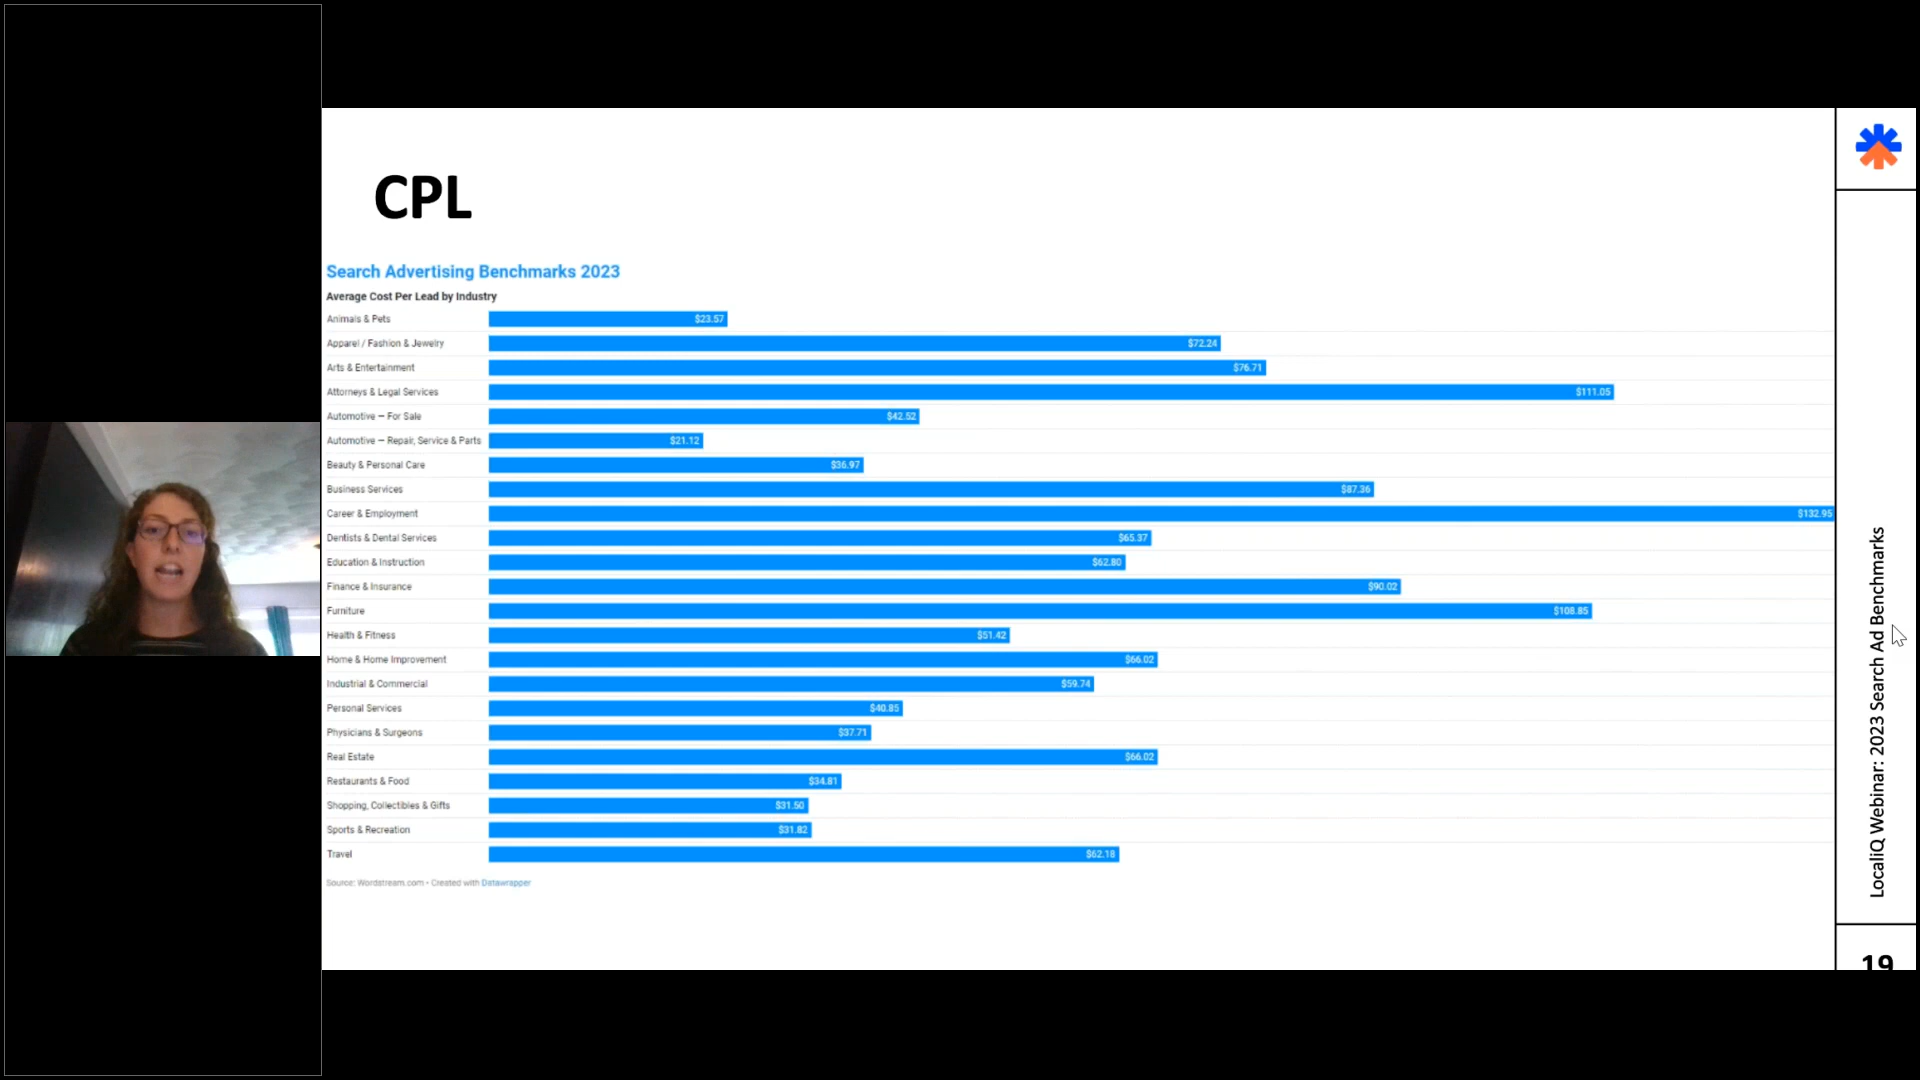 CPL
Search Advertising Benchmarks 2023
Average Cost Per Lead by Industry
Animals & Pets $23.57
Apparel / Fashion & Jewelry $72.24
Arts & Entertainment $76.71
Attorneys & Legal Services $111.05
Automotive – For Sale $42.52
Automotive – Repair, Service & Parts $21.12
Beauty & Personal Care $36.97
Business Services $87.36
Career & Employment $132.95
Dentists & Dental Services $65.37
Education & Instruction $62.80
Finance & Insurance $90.02
Furniture $108.85
Health & Fitness $51.42
Home & Home Improvement $66.02
Industrial & Commercial $59.74
Personal Services $40.85
Physicians & Surgeons $37.71
Real Estate $66.02
Restaurants & Food $34.81
Shopping, Collectibles & Gifts $31.50
Sports & Recreation $31.82
Travel $62.18
Source: Wordstream.com • Created with Datawrapper
LocaliQ Webinar: 2023 Search Ad Benchmarks
19